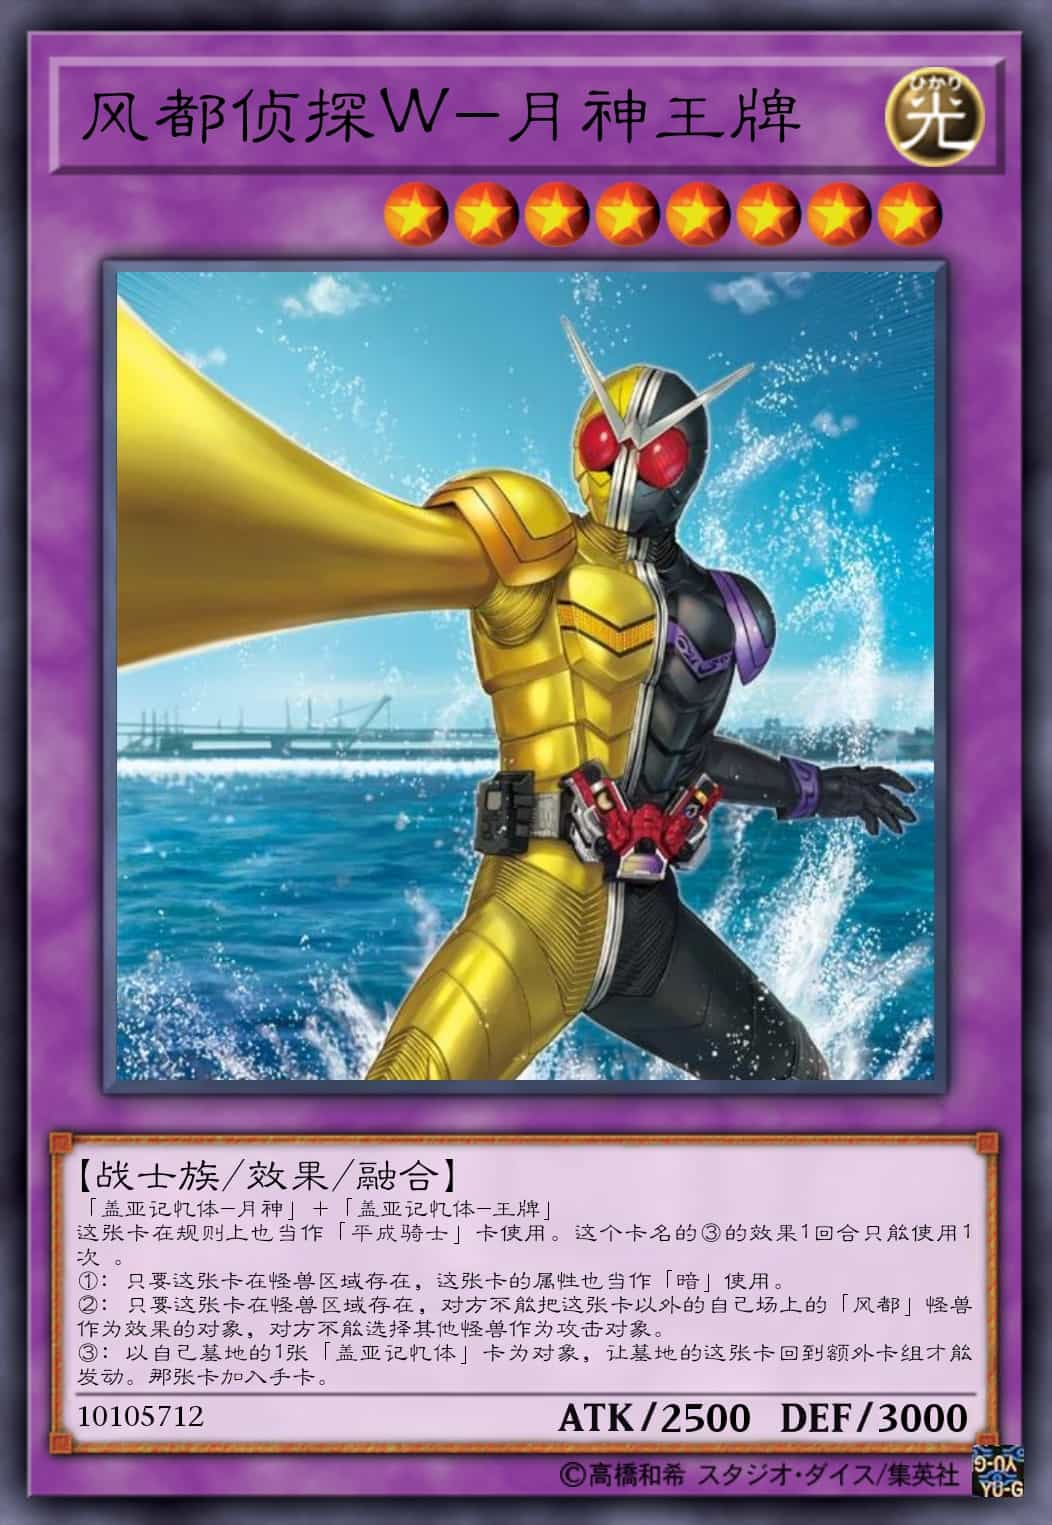 风都侦探W-月神王牌
ひかり
光
【战士族/效果/融合】
「盖亚记忆体-月神」+「盖亚记忆体-王牌」
这张卡在规则上也当作「平成骑士」卡使用。这个卡名的③的效果1回合只能使用1
次 。
①：只要这张卡在怪兽区域存在，这张卡的属性也当作「暗」使用。
②：只要这张卡在怪兽区域存在，对方不能把这张卡以外的自己场上的「风都」怪兽
作为效果的对象，对方不能选择其他怪兽作为攻击对象。
③：以自己墓地的1张「盖亚记忆体」卡为对象，让墓地的这张卡回到额外卡组才能
发动。那张卡加入手卡。
10105712 ATK/2500 DEF/3000
©高橋和希 スタジオ·ダイス/集英社